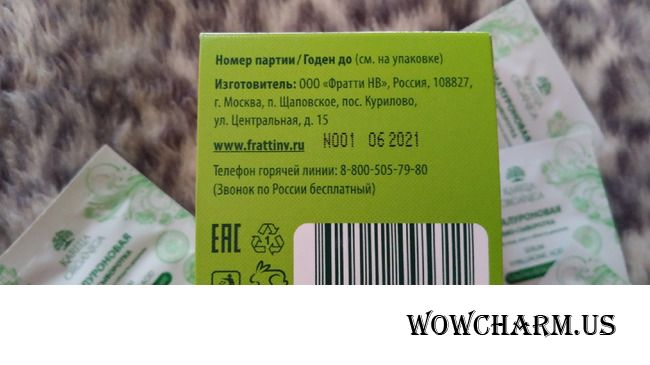 Номер партии/Годен до (см. на упаковке)
Изготовитель: ООО «Фратти НВ», Россия, 108827,
г. Москва, п. Щаповское, пос. Курилово,
ул. Центральная, д. 15
www.frattinv.ru N001 06 2021
Телефон горячей линии: 8-800-505-79-80
(Звонок по России бесплатный)
EAC
1
WOWCHARM.US